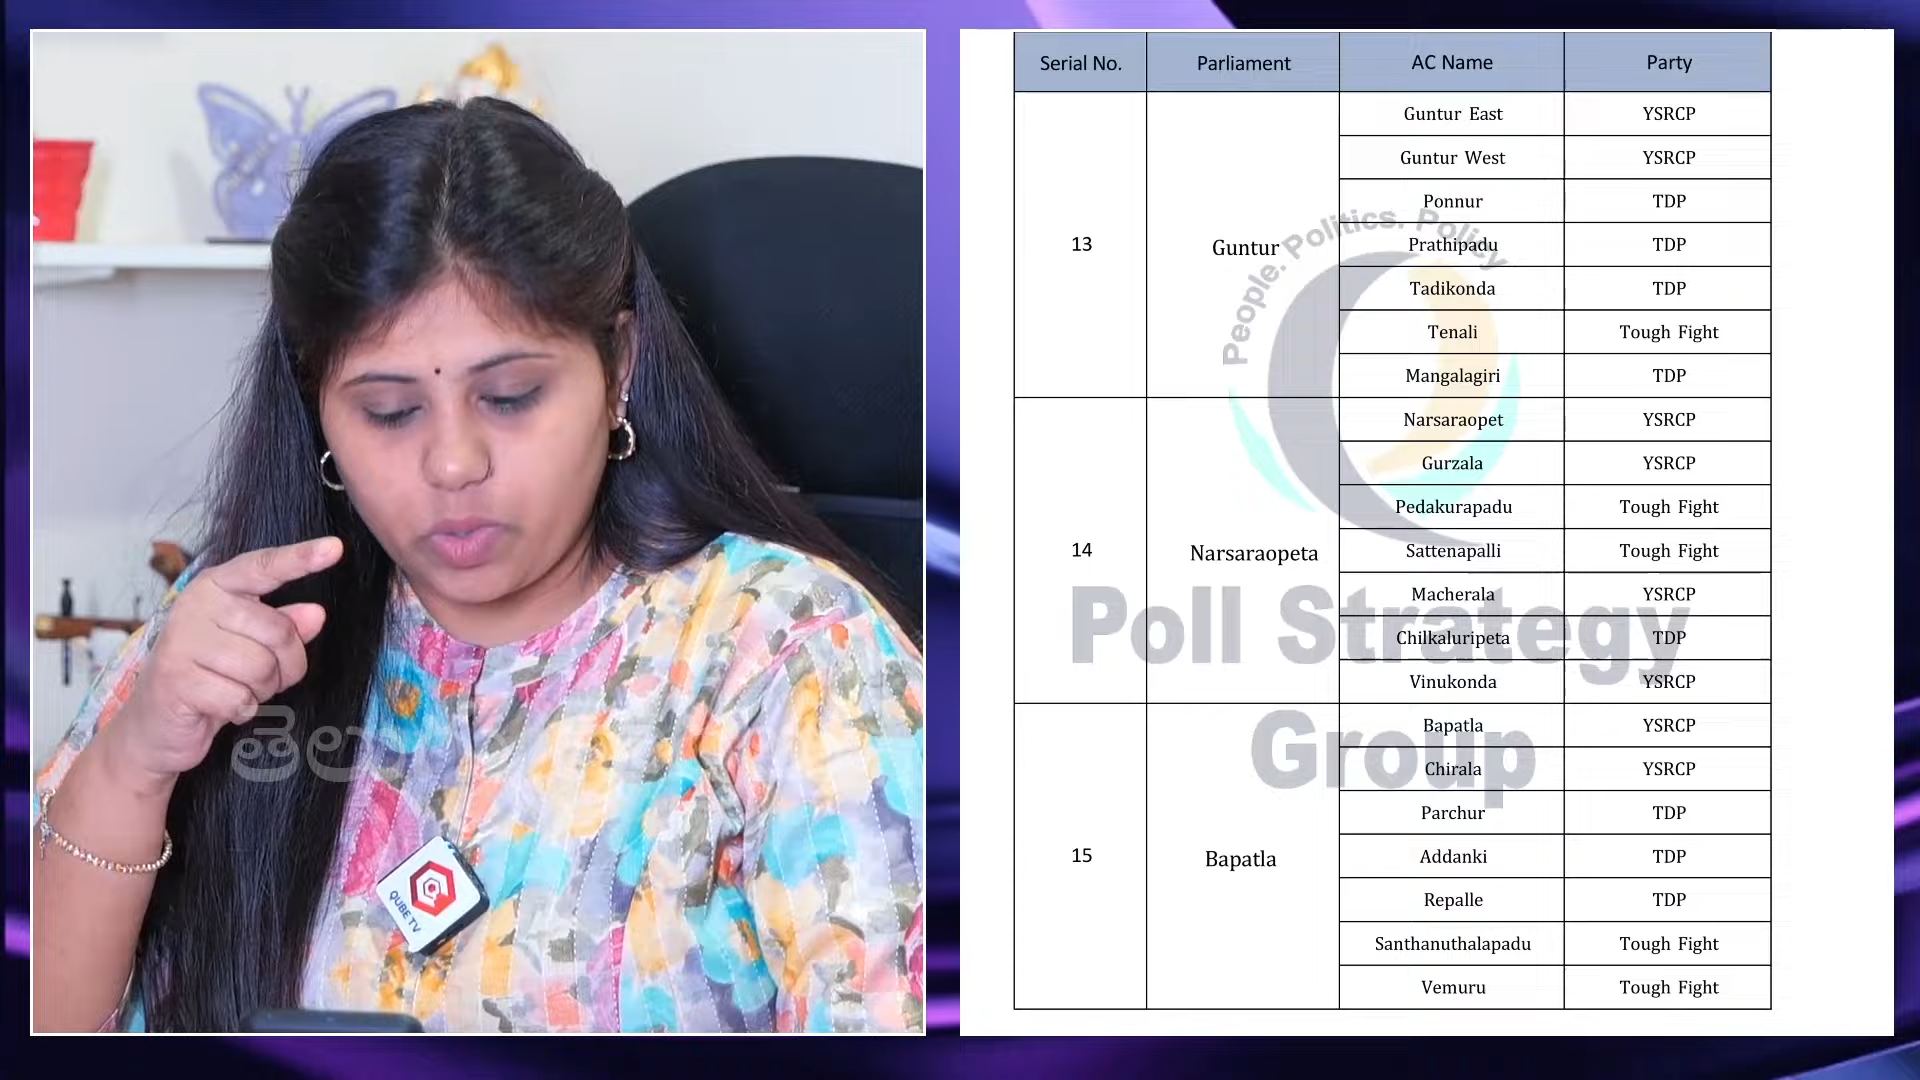 Serial No. Parliament AC Name Party
13 Guntur Guntur East YSRCP
Guntur West YSRCP
Ponnur TDP
Prathipadu TDP
Tadikonda TDP
Tenali Tough Fight
Mangalagiri TDP
14 Narsaraopeta Narsaraopet YSRCP
Gurzala YSRCP
Pedakurapadu Tough Fight
Sattenapalli Tough Fight
Macherala YSRCP
Chilkaluripeta TDP
Vinukonda YSRCP
15 Bapatla Bapatla YSRCP
Chirala YSRCP
Parchur TDP
Addanki TDP
Repalle TDP
Santhanuthalapadu Tough Fight
Vemuru Tough Fight
People. Politics. Policy
Poll Strategy
Group
QUBE TV